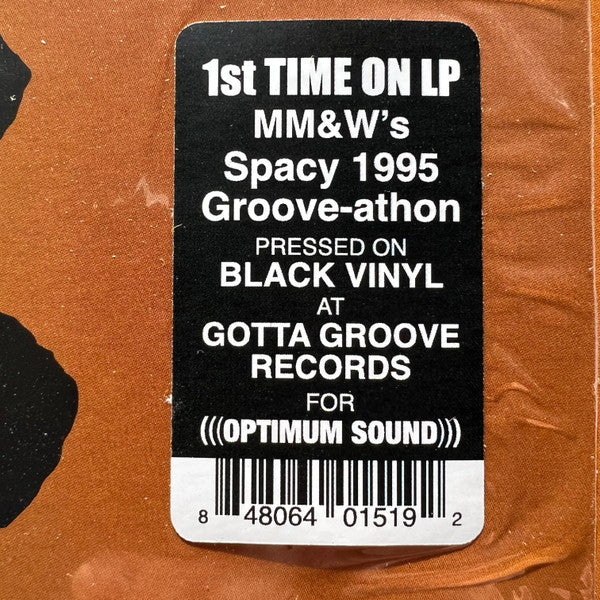 1st TIME ON LP
MM&W's
Spacy 1995
Groove-athon
PRESSED ON
BLACK VINYL
AT
GOTTA GROOVE
RECORDS
FOR
(((OPTIMUM SOUND)))
8 48064 01519 2